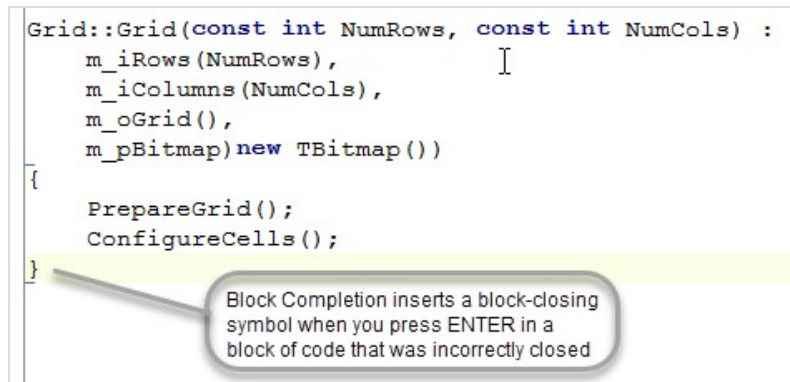 Grid::Grid(const int NumRows, const int NumCols) :
m_iRows(NumRows),
m_iColumns(NumCols),
m_oGrid(),
m_pBitmap)new TBitmap())
{
PrepareGrid();
ConfigureCells();
}
Block Completion inserts a block-closing
symbol when you press ENTER in a
block of code that was incorrectly closed